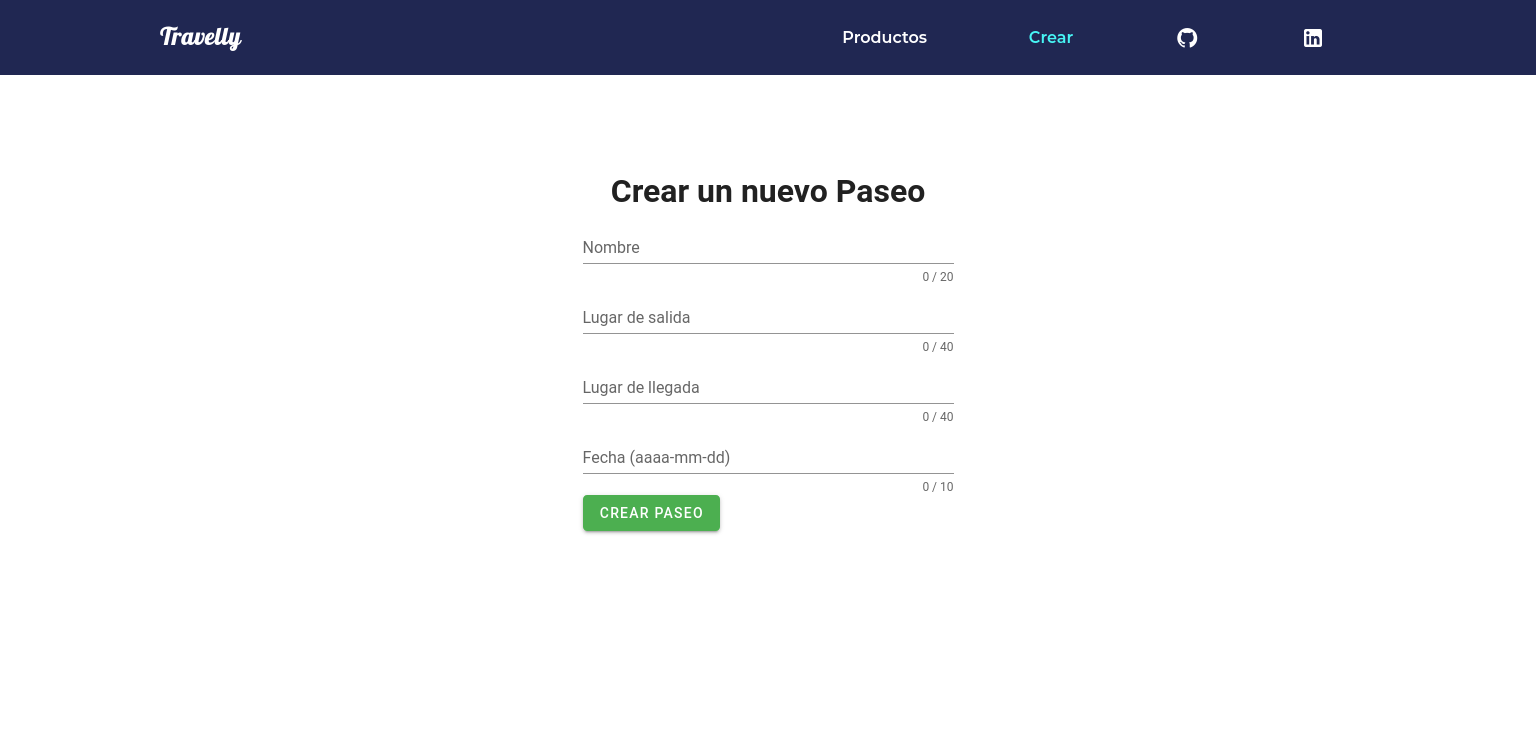 Travelly
Productos
Crear
Crear un nuevo Paseo
Nombre
0 / 20
Lugar de salida
0 / 40
Lugar de llegada
0 / 40
Fecha (aaaa-mm-dd)
0 / 10
CREAR PASEO